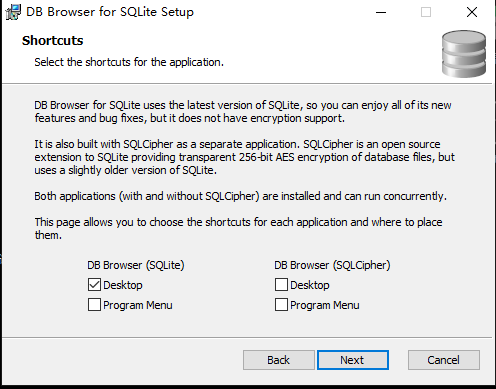 DB Browser for SQLite Setup
Shortcuts
Select the shortcuts for the application.
DB Browser for SQLite uses the latest version of SQLite, so you can enjoy all of its new
features and bug fixes, but it does not have encryption support.
It is also built with SQLCipher as a separate application. SQLCipher is an open source
extension to SQLite providing transparent 256-bit AES encryption of database files, but
uses a slightly older version of SQLite.
Both applications (with and without SQLCipher) are installed and can run concurrently.
This page allows you to choose the shortcuts for each application and where to place
them.
DB Browser (SQLite) DB Browser (SQLCipher)
Desktop Desktop
Program Menu Program Menu
Back Next Cancel